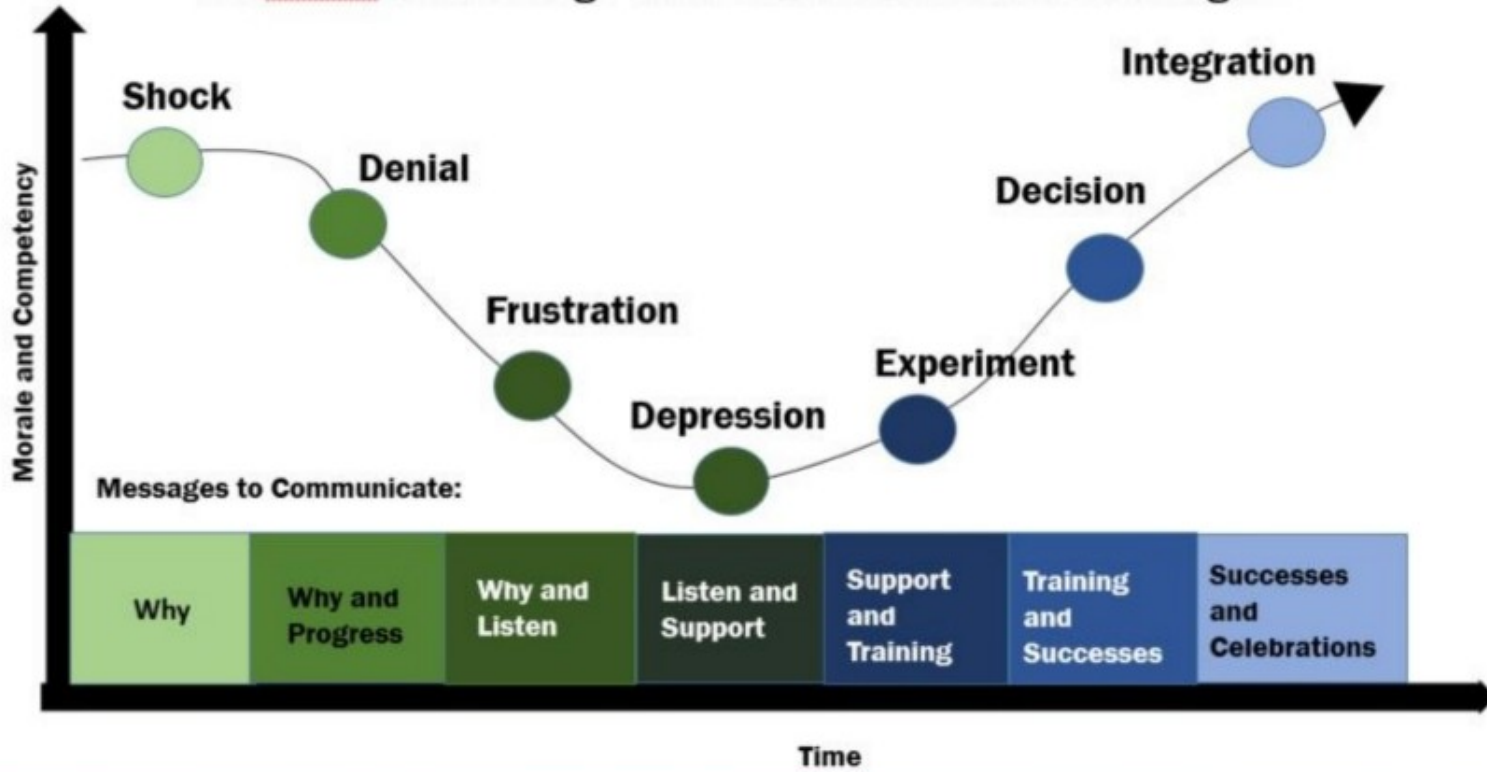 Shock
Denial
Frustration
Depression
Experiment
Decision
Integration
Morale and Competency
Messages to Communicate:
Why
Why and
Progress
Why and
Listen
Listen and
Support
Support
and
Training
Training
and
Successes
Successes
and
Celebrations
Time